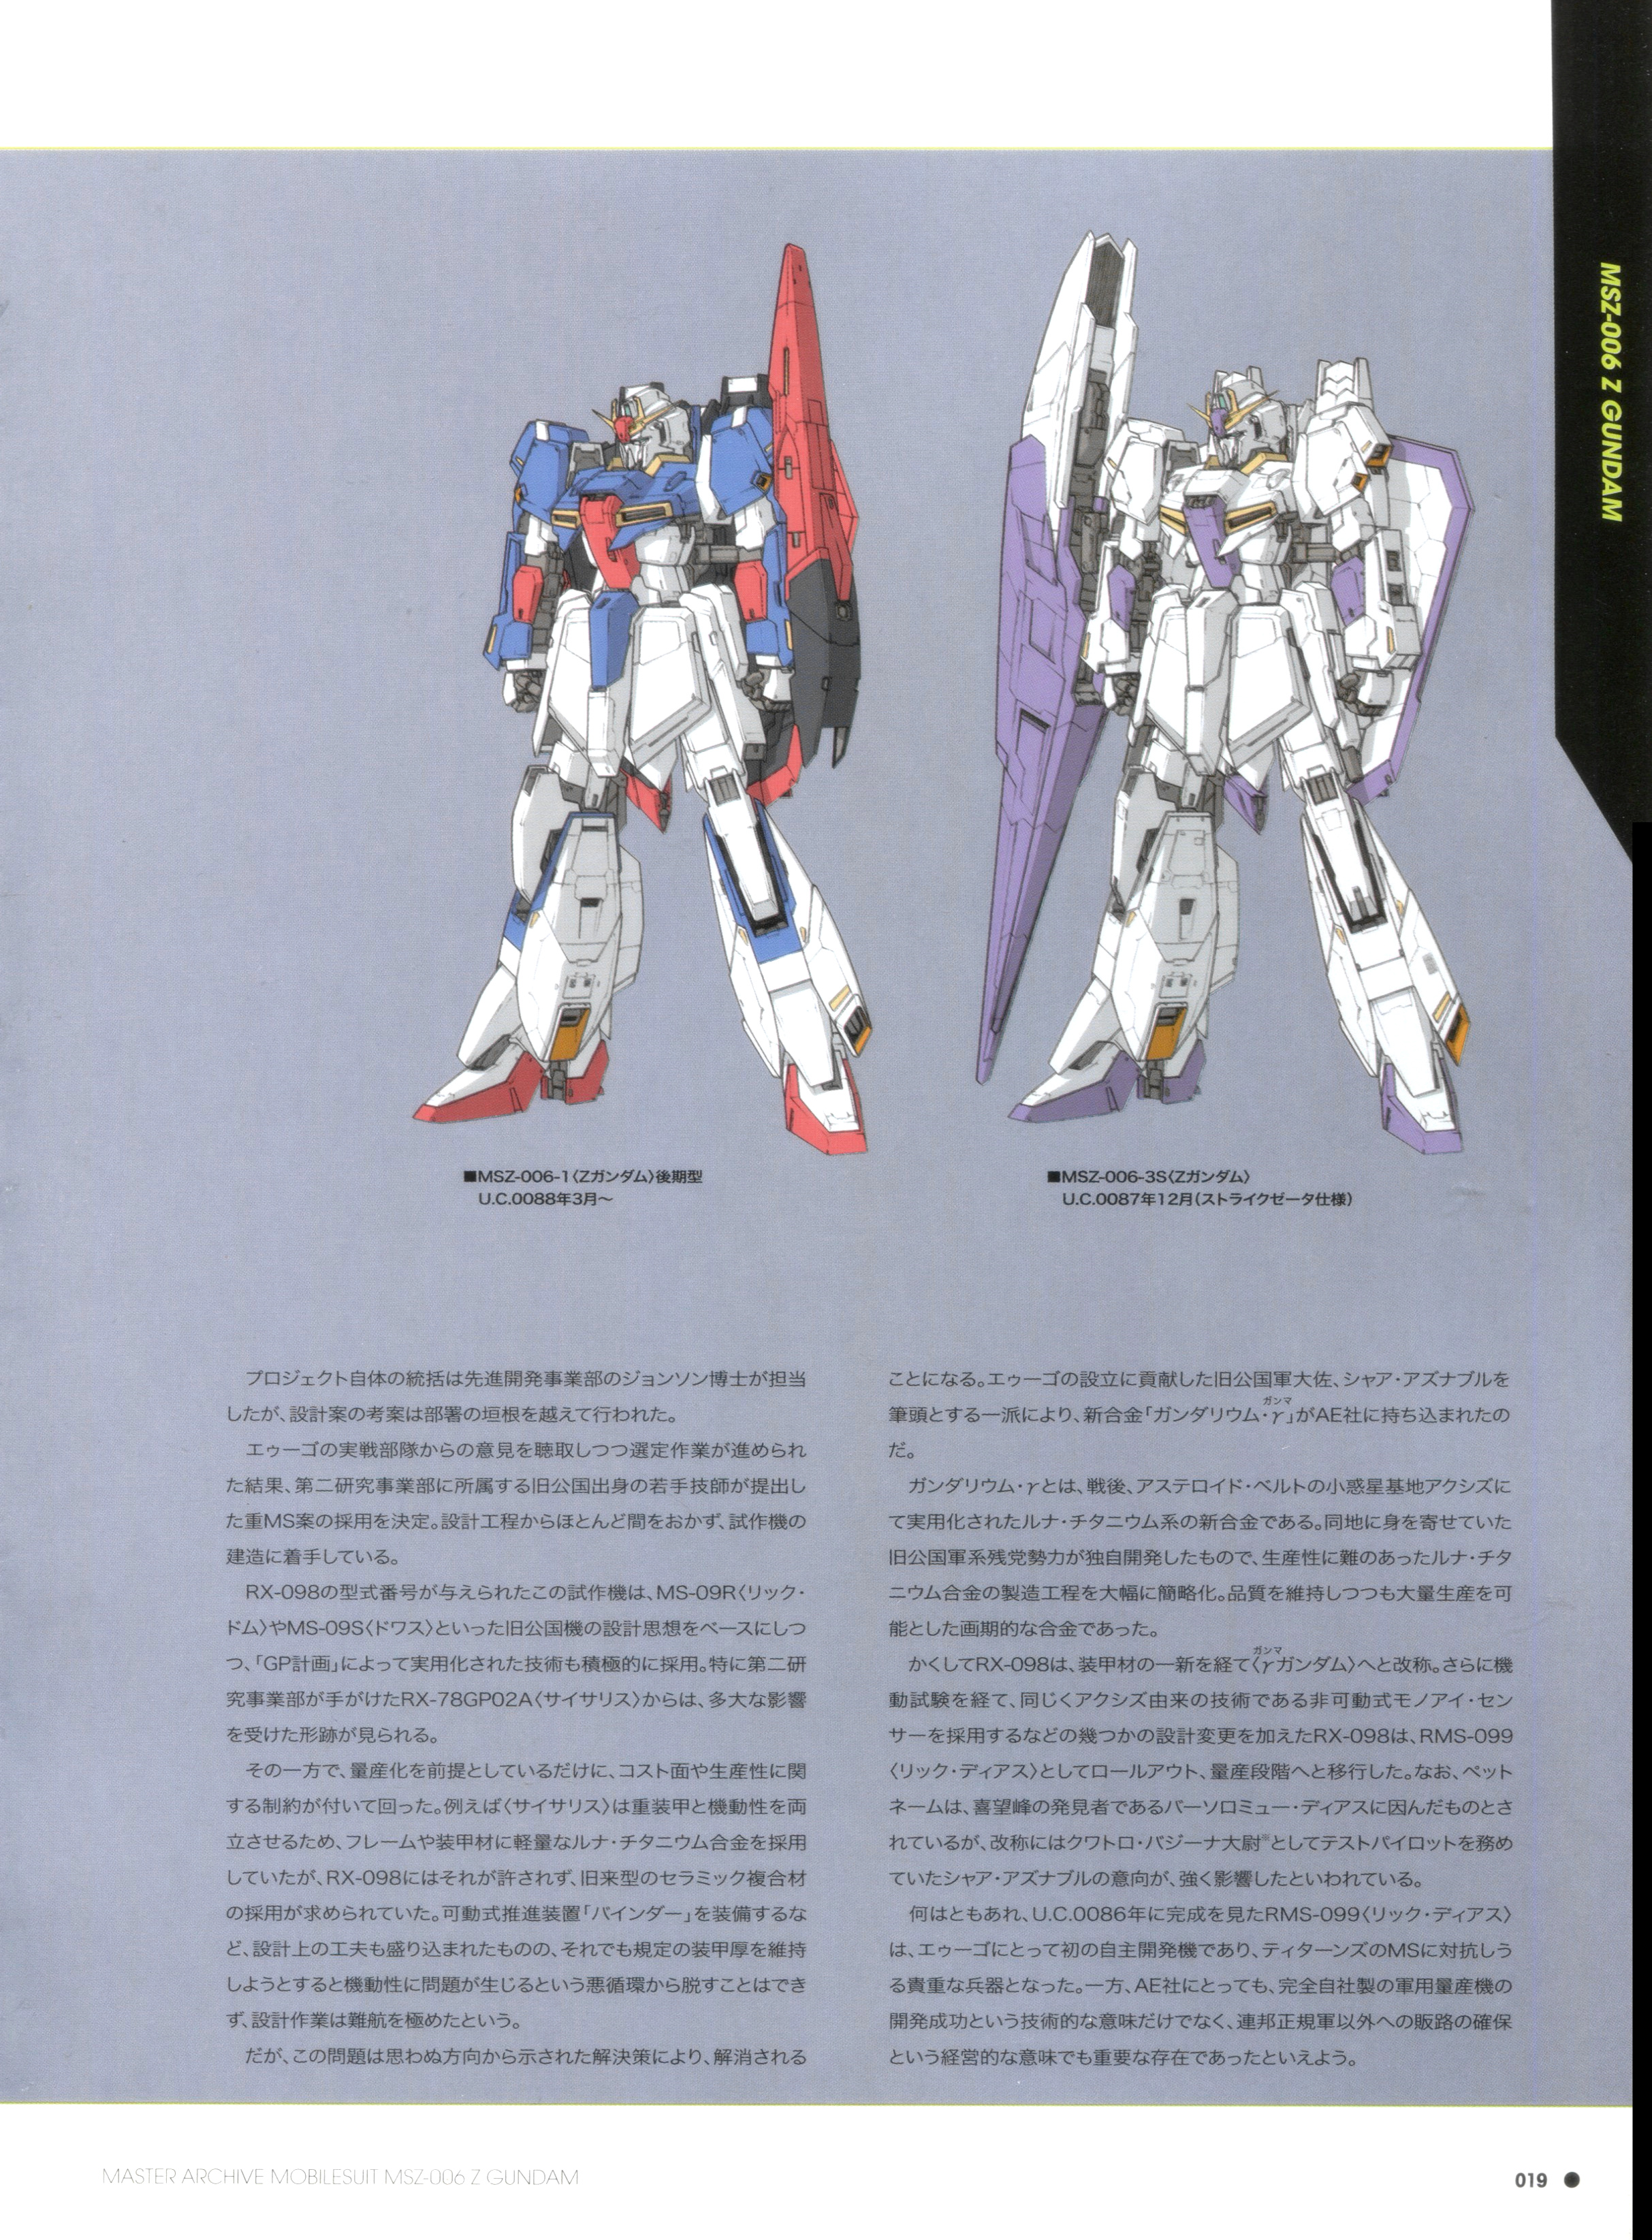 MSZ-006 Z GUNDAM
■MSZ-006-1〈Zガンダム〉後期型
U.C.0088年3月～
■MSZ-006-3S〈Zガンダム〉
U.C.0087年12月（ストライクゼータ仕様）
プロジェクト自体の統括は先進開発事業部のジョンソン博士が担当
したが、設計案の考案は部署の垣根を越えて行われた。
エゥーゴの実戦部隊からの意見を聴取しつつ選定作業が進められ
た結果、第二研究事業部に所属する旧公国出身の若手技師が提出し
た重MS案の採用を決定。設計工程からほとんど間をおかず、試作機の
建造に着手している。
RX-098の型式番号が与えられたこの試作機は、MS-09R〈リック・
ドム〉やMS-09S〈ドワス〉といった旧公国機の設計思想をベースにしつ
つ、「GP計画」によって実用化された技術も積極的に採用。特に第二研
究事業部が手がけたRX-78GP02A〈サイサリス〉からは、多大な影響
を受けた形跡が見られる。
その一方で、量産化を前提としているだけに、コスト面や生産性に関
する制約が付いて回った。例えば〈サイサリス〉は重装甲と機動性を両
立させるため、フレームや装甲材に軽量なルナ・チタニウム合金を採用
していたが、RX-098にはそれが許されず、旧来型のセラミック複合材
の採用が求められていた。可動式推進装置「バインダー」を装備するな
ど、設計上の工夫も盛り込まれたものの、それでも規定の装甲厚を維持
しようとすると機動性に問題が生じるという悪循環から脱すことはでき
ず、設計作業は難航を極めたという。
だが、この問題は思わぬ方向から示された解決策により、解消される
ことになる。エゥーゴの設立に貢献した旧公国軍大佐、シャア・アズナブルを
ガンマ
筆頭とする一派により、新合金「ガンダリウム・γ」がAE社に持ち込まれたの
だ。
ガンダリウム・γとは、戦後、アステロイド・ベルトの小惑星基地アクシズに
て実用化されたルナ・チタニウム系の新合金である。同地に身を寄せていた
旧公国軍系残党勢力が独自開発したもので、生産性に難のあったルナ・チタ
ニウム合金の製造工程を大幅に簡略化。品質を維持しつつも大量生産を可
能とした画期的な合金であった。
ガンマ
かくしてRX-098は、装甲材の一新を経て〈γガンダム〉へと改称。さらに機
動試験を経て、同じくアクシズ由来の技術である非可動式モノアイ・セン
サーを採用するなどの幾つかの設計変更を加えたRX-098は、RMS-099
〈リック・ディアス〉としてロールアウト、量産段階へと移行した。なお、ペット
ネームは、喜望峰の発見者であるバーソロミュー・ディアスに因んだものとさ
れているが、改称にはクワトロ・バジーナ大尉※としてテストパイロットを務め
ていたシャア・アズナブルの意向が、強く影響したといわれている。
何はともあれ、U.C.0086年に完成を見たRMS-099〈リック・ディアス〉
は、エゥーゴにとって初の自主開発機であり、ティターンズのMSに対抗しう
る貴重な兵器となった。一方、AE社にとっても、完全自社製の軍用量産機の
開発成功という技術的な意味だけでなく、連邦正規軍以外への販路の確保
という経営的な意味でも重要な存在であったといえよう。
MASTER ARCHIVE MOBILESUIT MSZ-006 Z GUNDAM
019 ●